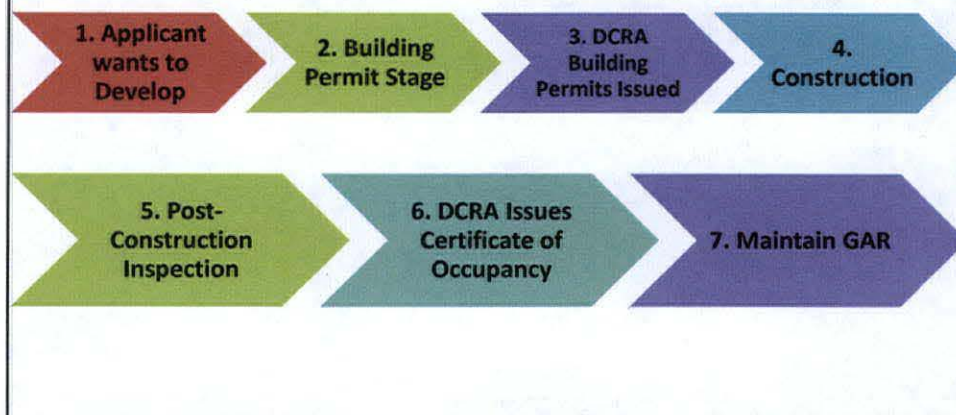 1. Applicant
wants to
Develop
2. Building
Permit Stage
3. DCRA
Building
Permits Issued
4.
Construction
5. Post-
Construction
Inspection
6. DCRA Issues
Certificate of
Occupancy
7. Maintain GAR